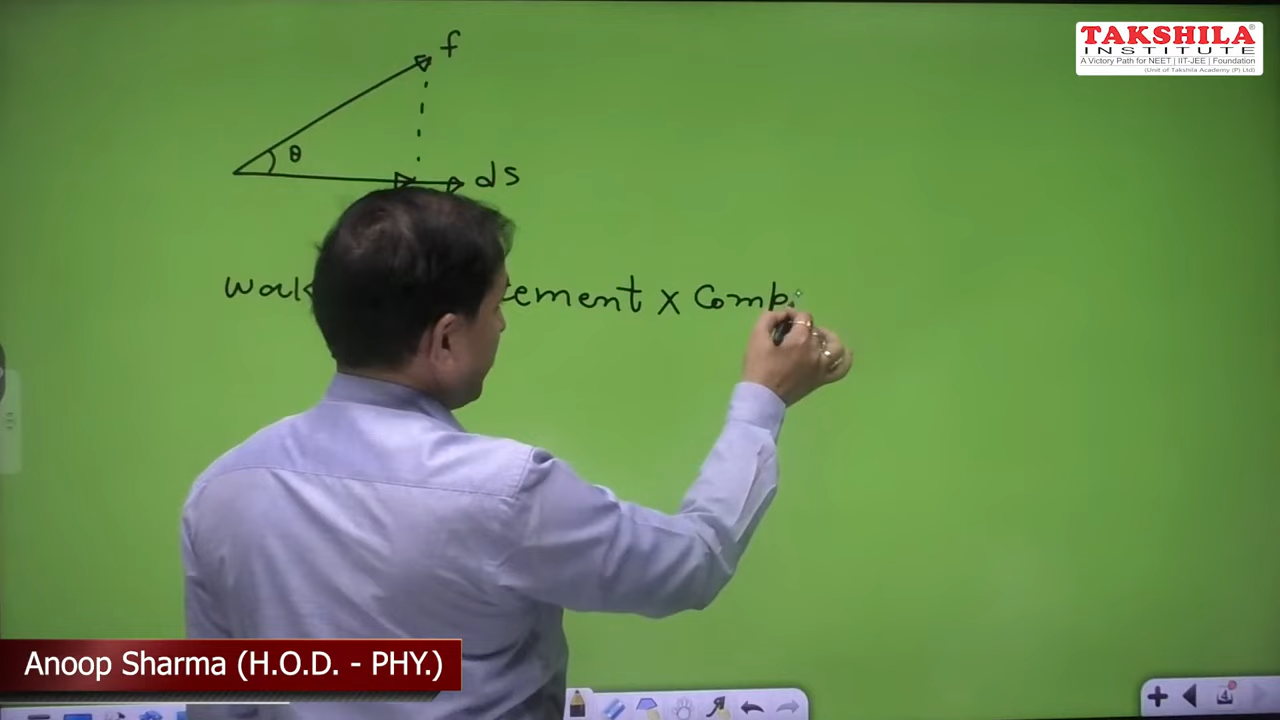 TAKSHILA
INSTITUTE
A Victory Path for NEET | IIT-JEE | Foundation
(Unit of Takshila Academy (P) Ltd)
f
θ
ds
cement x Comp
Anoop Sharma (H.O.D. - PHY.)
4